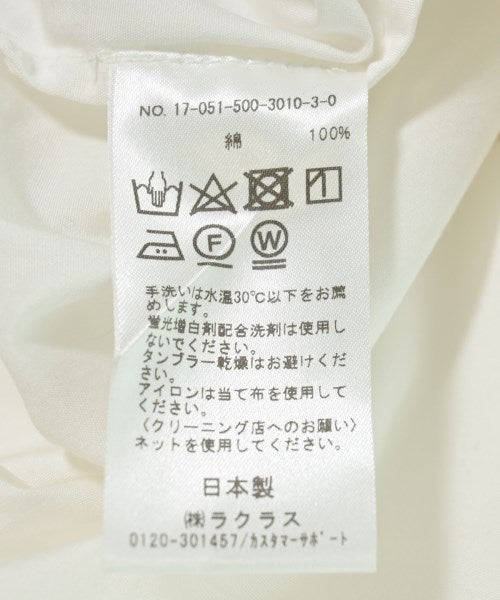 NO. 17-051-500-3010-3-0
綿 100%
F W
手洗いは水温30℃以下をお薦
めします。
蛍光増白剤配合洗剤は使用し
ないでください。
タンブラー乾燥はお避けくだ
さい。
アイロンは当て布を使用して
てください。
〈クリーニング店へのお願い〉
ネットを使用してください。
日本製
㈱ラクラス
0120-301457/カスタマーサポート